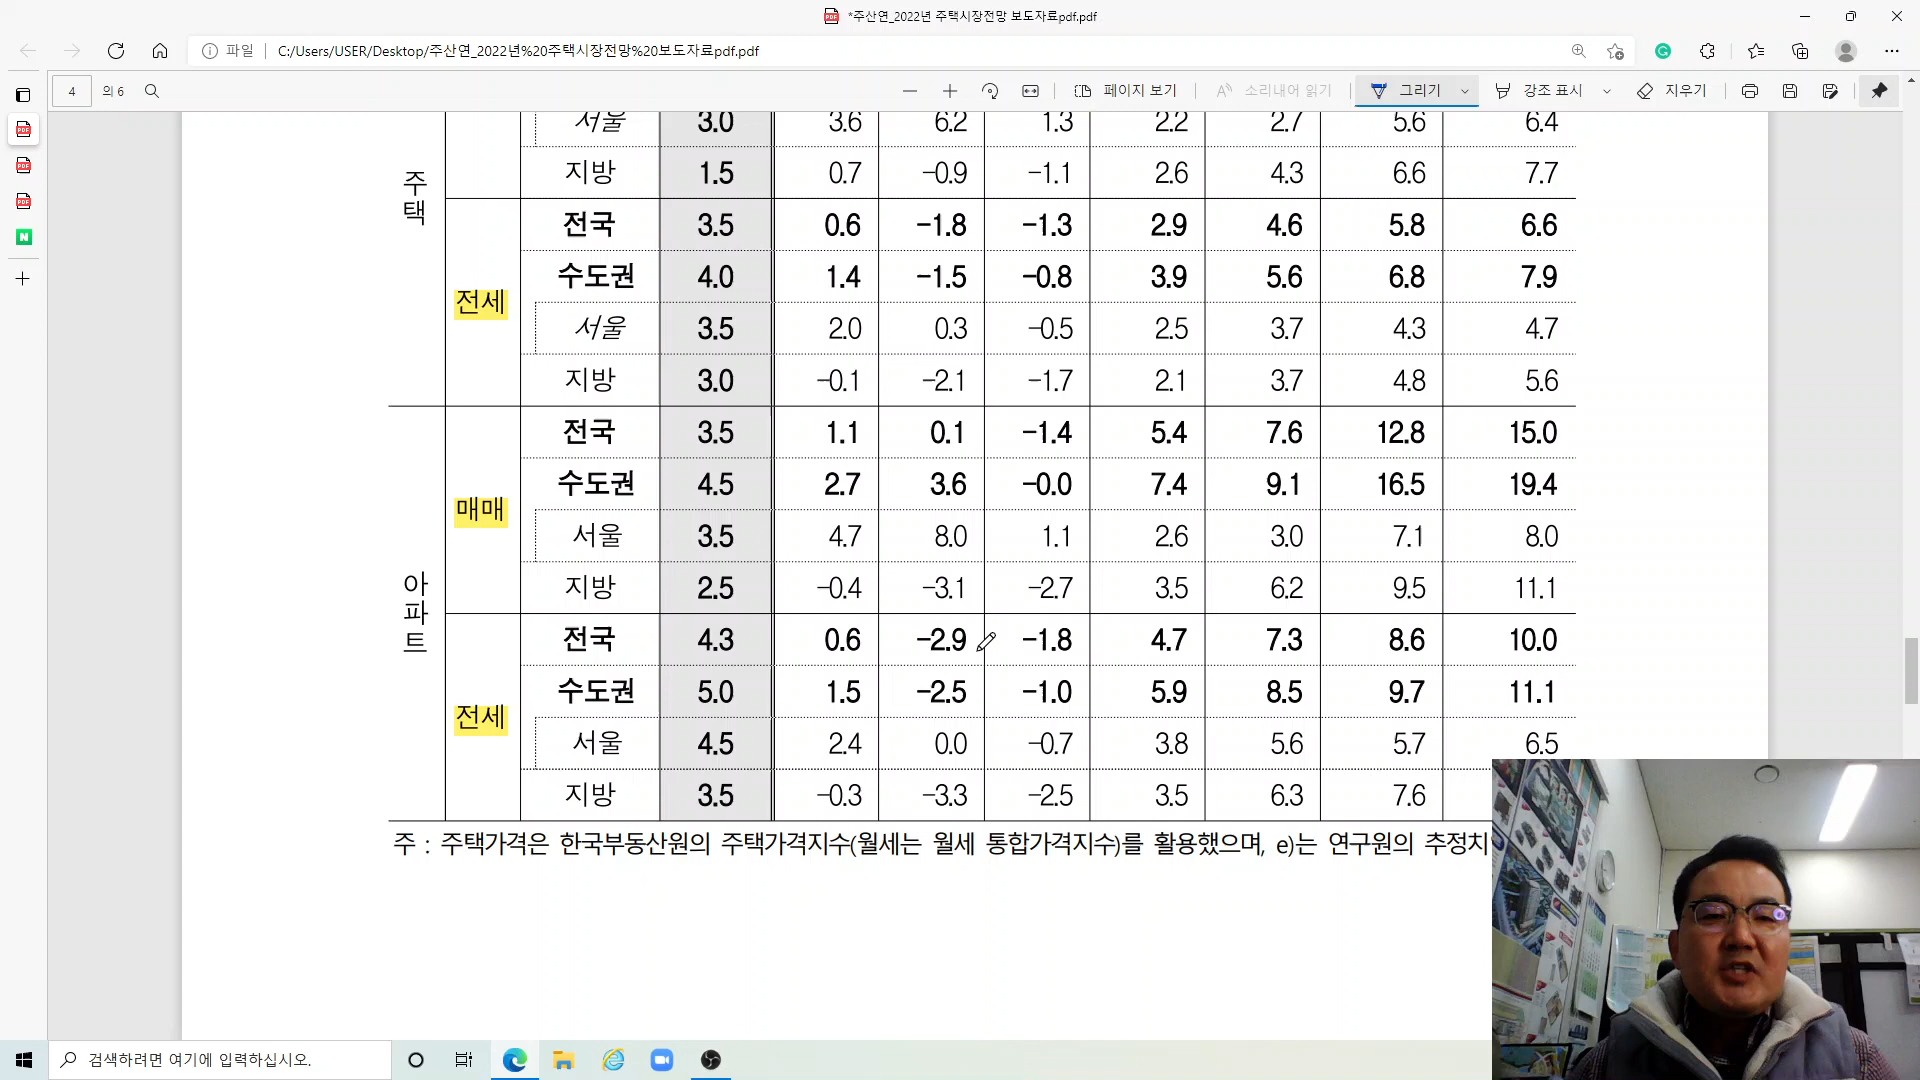 *주산연_2022년 주택시장전망 보도자료pdf.pdf
파일 C:/Users/USER/Desktop/주산연_2022년%20주택시장전망%20보도자료pdf.pdf
4 의 6 페이지 보기 소리내어 읽기 그리기 강조 표시 지우기
서울 3.0 3.6 6.2 1.3 2.2 2.7 5.6 6.4
지방 1.5 0.7 -0.9 -1.1 2.6 4.3 6.6 7.7
주택
전세
전국 3.5 0.6 -1.8 -1.3 2.9 4.6 5.8 6.6
수도권 4.0 1.4 -1.5 -0.8 3.9 5.6 6.8 7.9
서울 3.5 2.0 0.3 -0.5 2.5 3.7 4.3 4.7
지방 3.0 -0.1 -2.1 -1.7 2.1 3.7 4.8 5.6
아파트
매매
전국 3.5 1.1 0.1 -1.4 5.4 7.6 12.8 15.0
수도권 4.5 2.7 3.6 -0.0 7.4 9.1 16.5 19.4
서울 3.5 4.7 8.0 1.1 2.6 3.0 7.1 8.0
지방 2.5 -0.4 -3.1 -2.7 3.5 6.2 9.5 11.1
전세
전국 4.3 0.6 -2.9 -1.8 4.7 7.3 8.6 10.0
수도권 5.0 1.5 -2.5 -1.0 5.9 8.5 9.7 11.1
서울 4.5 2.4 0.0 -0.7 3.8 5.6 5.7 6.5
지방 3.5 -0.3 -3.3 -2.5 3.5 6.3 7.6
주 : 주택가격은 한국부동산원의 주택가격지수(월세는 월세 통합가격지수)를 활용했으며, e)는 연구원의 추정치
검색하려면 여기에 입력하십시오.